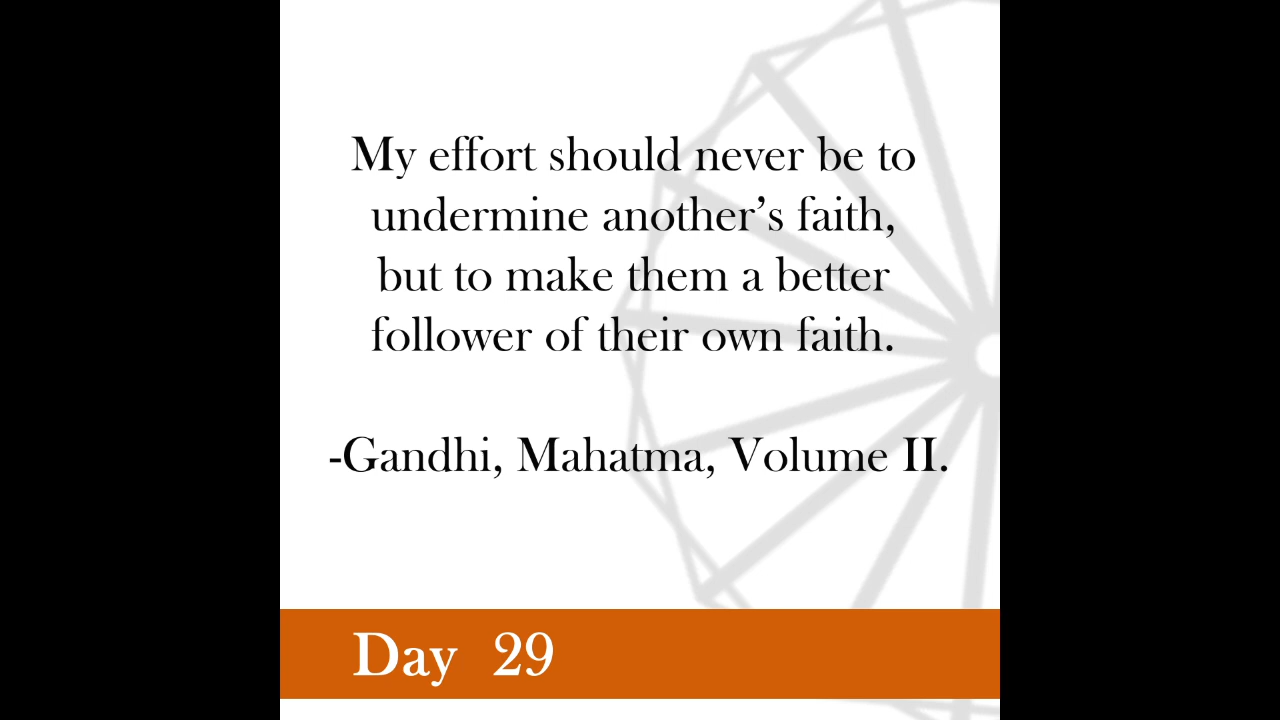 My effort should never be to
undermine another’s faith,
but to make them a better
follower of their own faith.
-Gandhi, Mahatma, Volume II.
Day 29